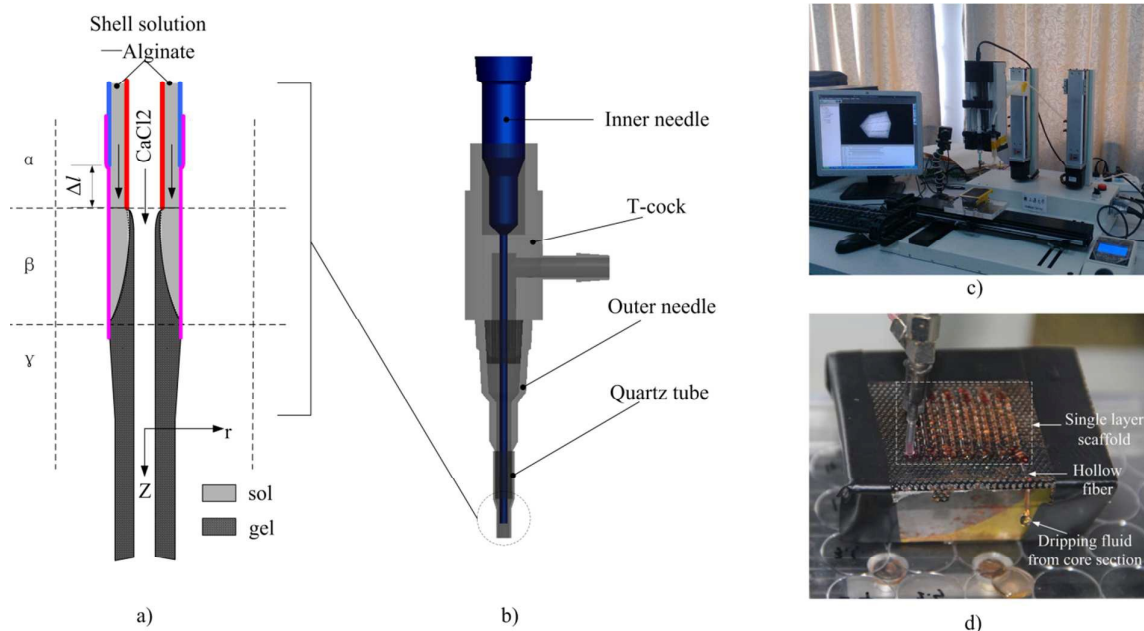 Shell solution
Alginate
CaCl2
α
Δl
β
ɣ
r
Z
sol
gel
a)
Inner needle
T-cock
Outer needle
Quartz tube
b)
c)
Single layer
scaffold
Hollow
fiber
Dripping fluid
from core section
d)